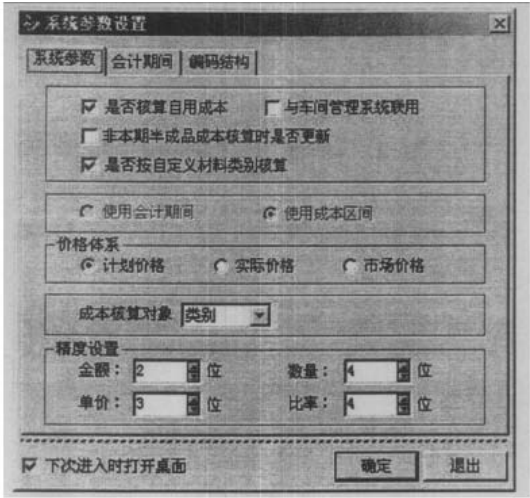 系统参数设置
系统参数 会计期间 编码结构
是否核算自用成本 与车间管理系统联用
非本期半成品成本核算时是否更新
是否按自定义材料类别核算
使用会计期间 使用成本区间
价格体系
计划价格 实际价格 市场价格
成本核算对象 类别
精度设置
金额： 2 位 数量： 4 位
单价： 3 位 比率： 4 位
下次进入时打开桌面 确定 退出